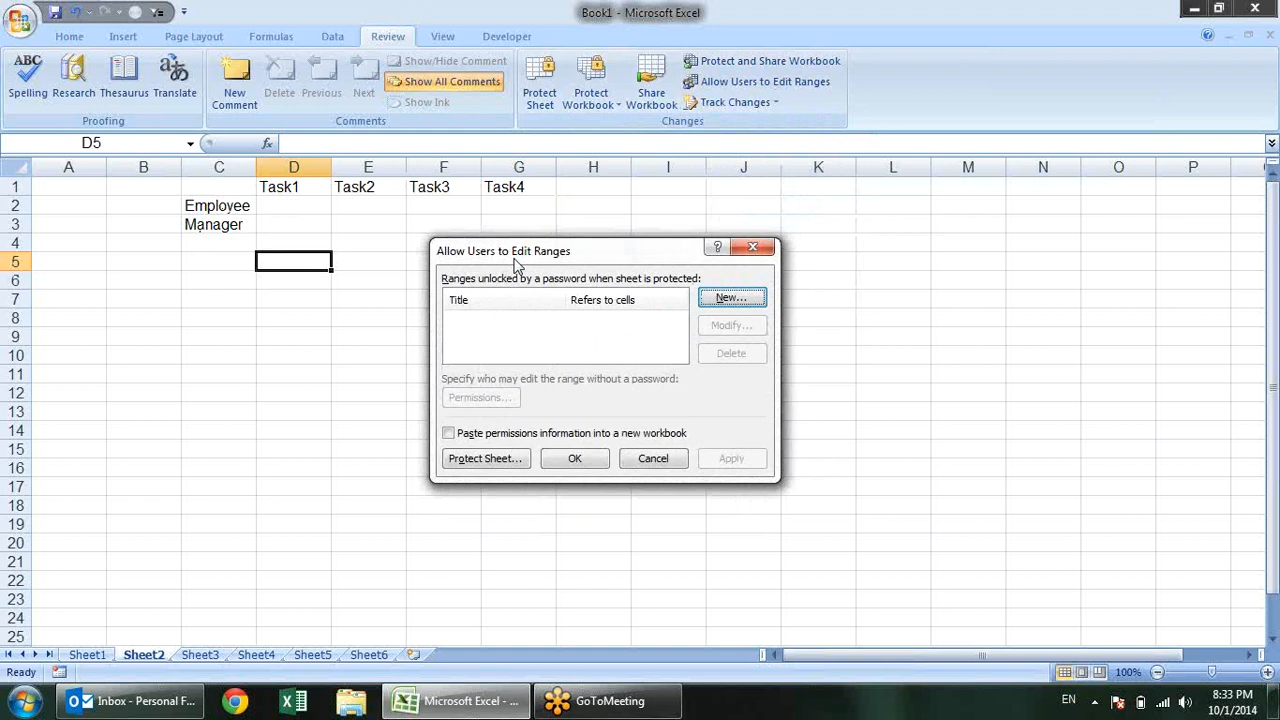 Book1 - Microsoft Excel
Home Insert Page Layout Formulas Data Review View Developer
ABC
Spelling Research Thesaurus Translate
Proofing
New Comment Delete Previous Next
Show/Hide Comment
Show All Comments
Show Ink
Comments
Protect Sheet Protect Workbook Share Workbook
Protect and Share Workbook
Allow Users to Edit Ranges
Track Changes
Changes
D5 fx
A B C D E F G H I J K L M N O P
1 Task1 Task2 Task3 Task4
2 Employee
3 Manager
4
5
6
7
8
9
10
11
12
13
14
15
16
17
18
19
20
21
22
23
24
25
Allow Users to Edit Ranges
Ranges unlocked by a password when sheet is protected:
Title Refers to cells
New...
Modify...
Delete
Specify who may edit the range without a password:
Permissions...
Paste permissions information into a new workbook
Protect Sheet... OK Cancel Apply
Sheet1 Sheet2 Sheet3 Sheet4 Sheet5 Sheet6
Ready 100%
Inbox - Personal F... Microsoft Excel - ... GoToMeeting EN 8:33 PM
10/1/2014